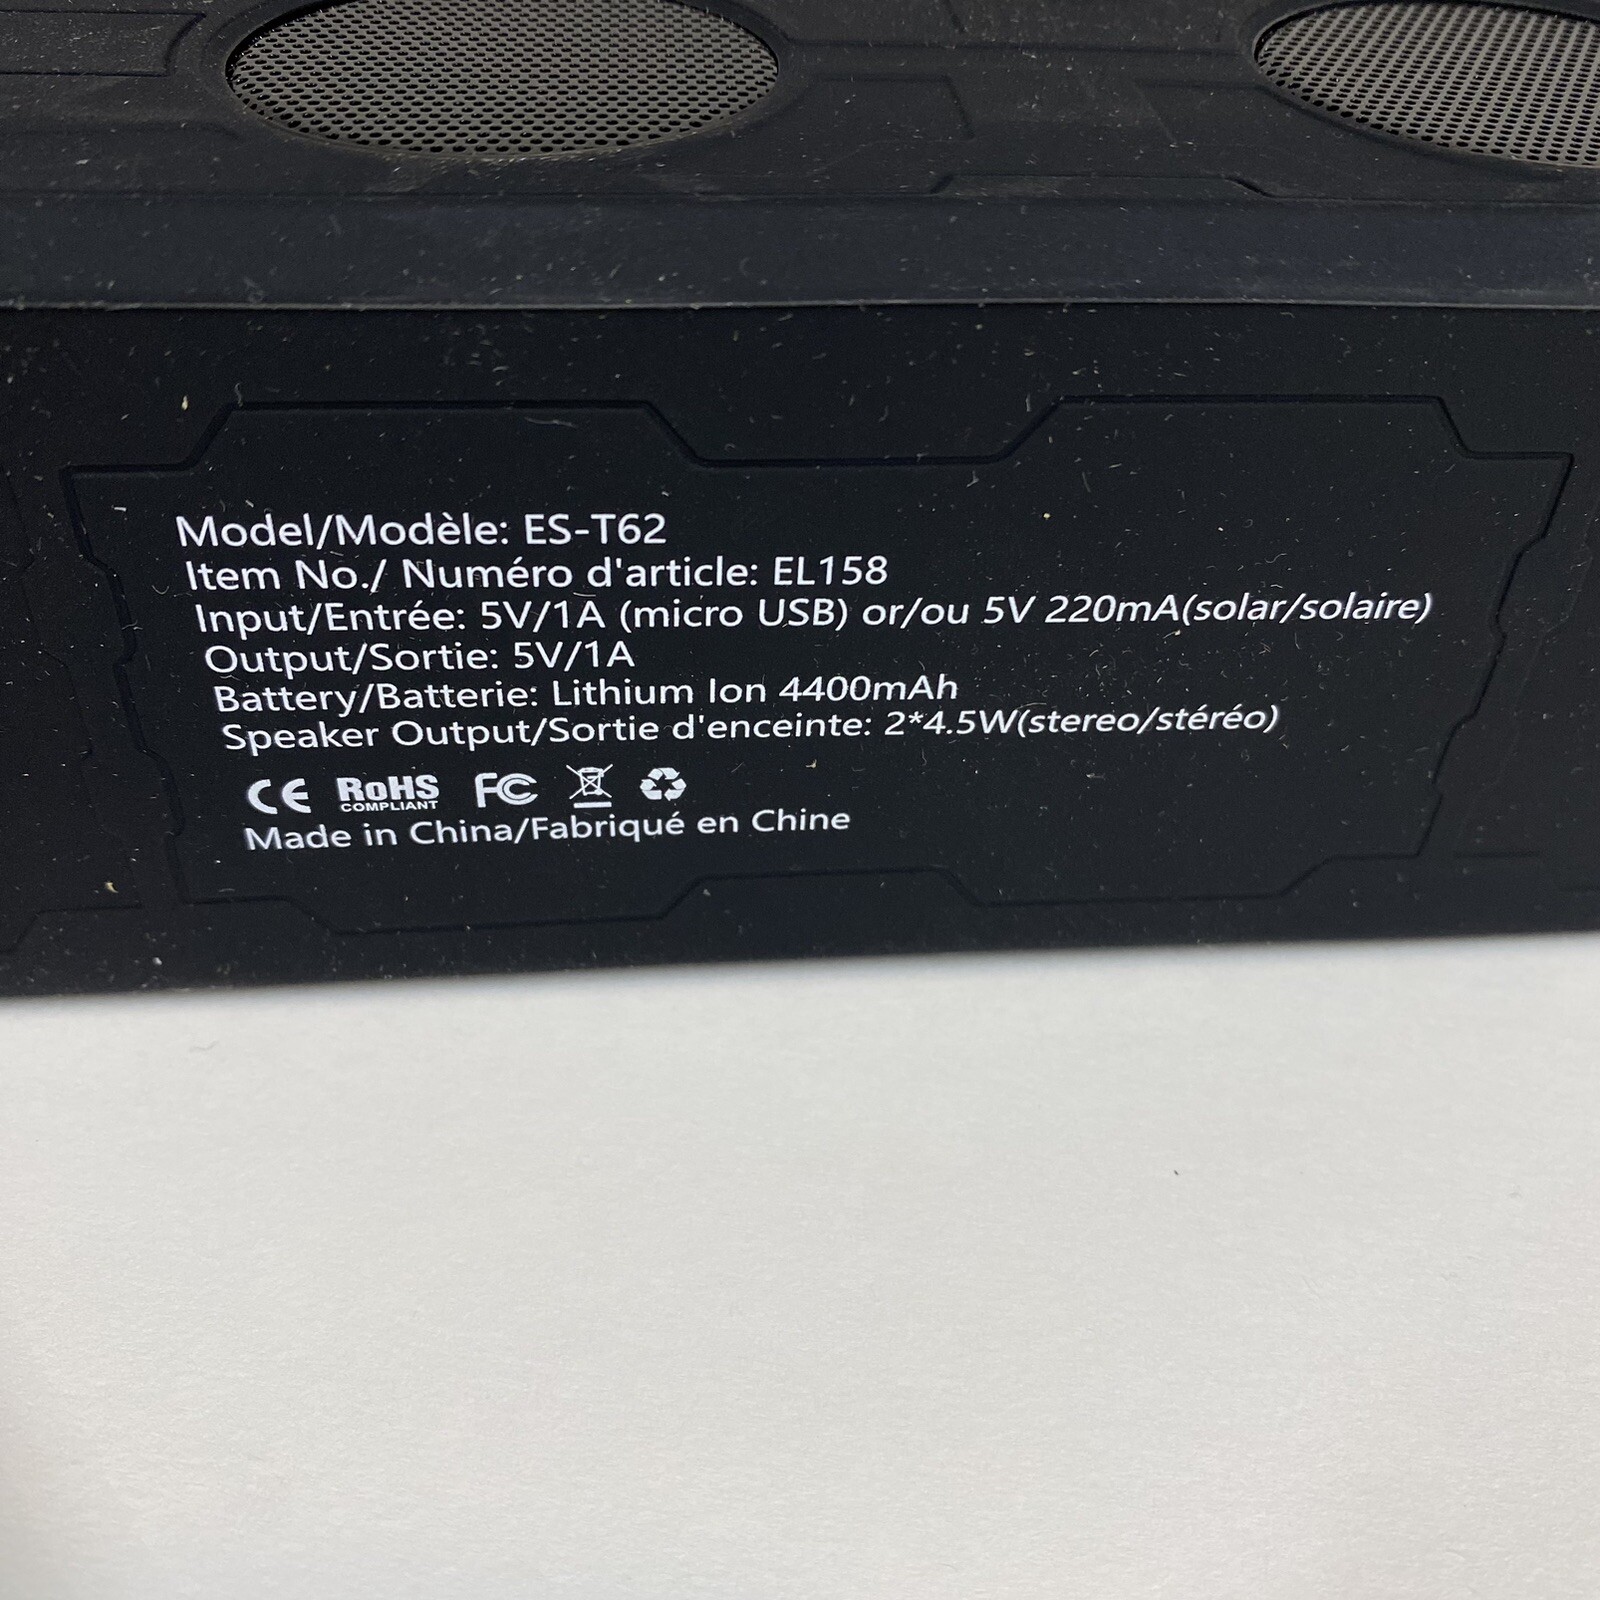 Model/Modèle: ES-T62
Item No./ Numéro d'article: EL158
Input/Entrée: 5V/1A (micro USB) or/ou 5V 220mA(solar/solaire)
Output/Sortie: 5V/1A
Battery/Batterie: Lithium Ion 4400mAh
Speaker Output/Sortie d'enceinte: 2*4.5W(stereo/stéréo)
CE RoHS COMPLIANT FC
Made in China/Fabriqué en Chine